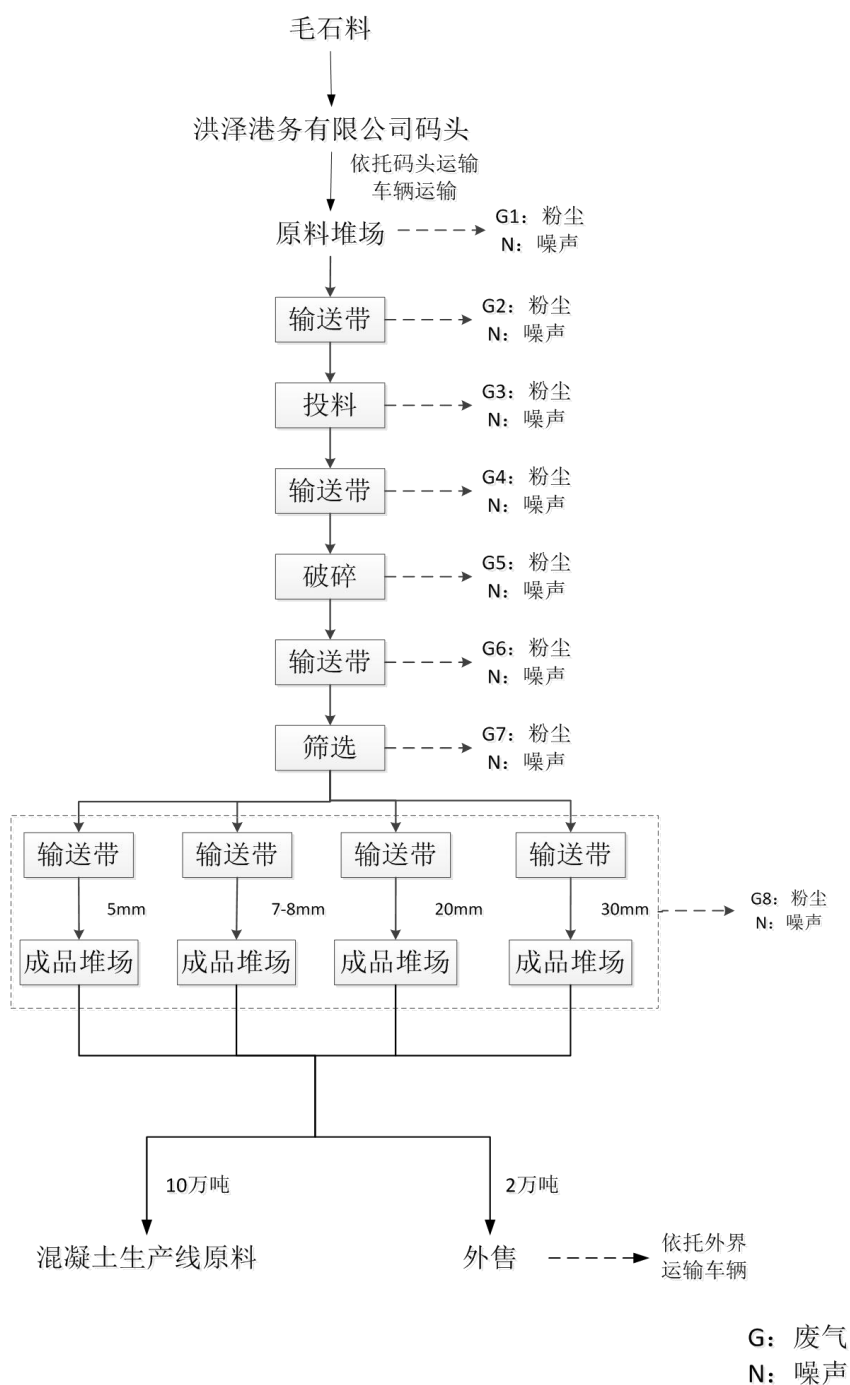 毛石料
洪泽港务有限公司码头
依托码头运输
车辆运输
原料堆场
G1：粉尘
N：噪声
输送带
G2：粉尘
N：噪声
投料
G3：粉尘
N：噪声
输送带
G4：粉尘
N：噪声
破碎
G5：粉尘
N：噪声
输送带
G6：粉尘
N：噪声
筛选
G7：粉尘
N：噪声
输送带
输送带
输送带
输送带
5mm
7-8mm
20mm
30mm
G8：粉尘
N：噪声
成品堆场
成品堆场
成品堆场
成品堆场
10万吨
2万吨
混凝土生产线原料
外售
依托外界
运输车辆
G：废气
N：噪声